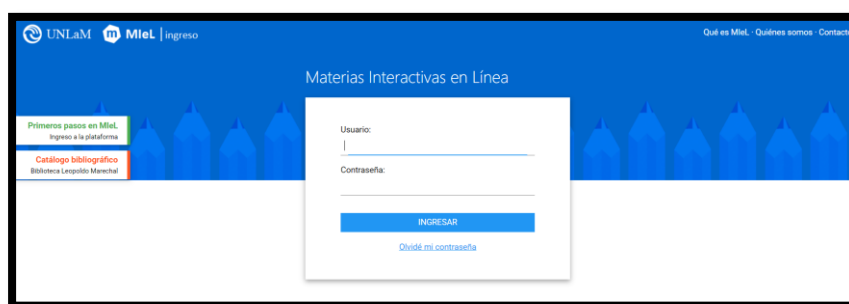 UNLaM MIeL | ingreso
Qué es MIeL · Quiénes somos · Contacto
Materias Interactivas en Línea
Primeros pasos en MIeL
Ingreso a la plataforma
Catálogo bibliográfico
Biblioteca Leopoldo Marechal
Usuario:
Contraseña:
INGRESAR
Olvidé mi contraseña